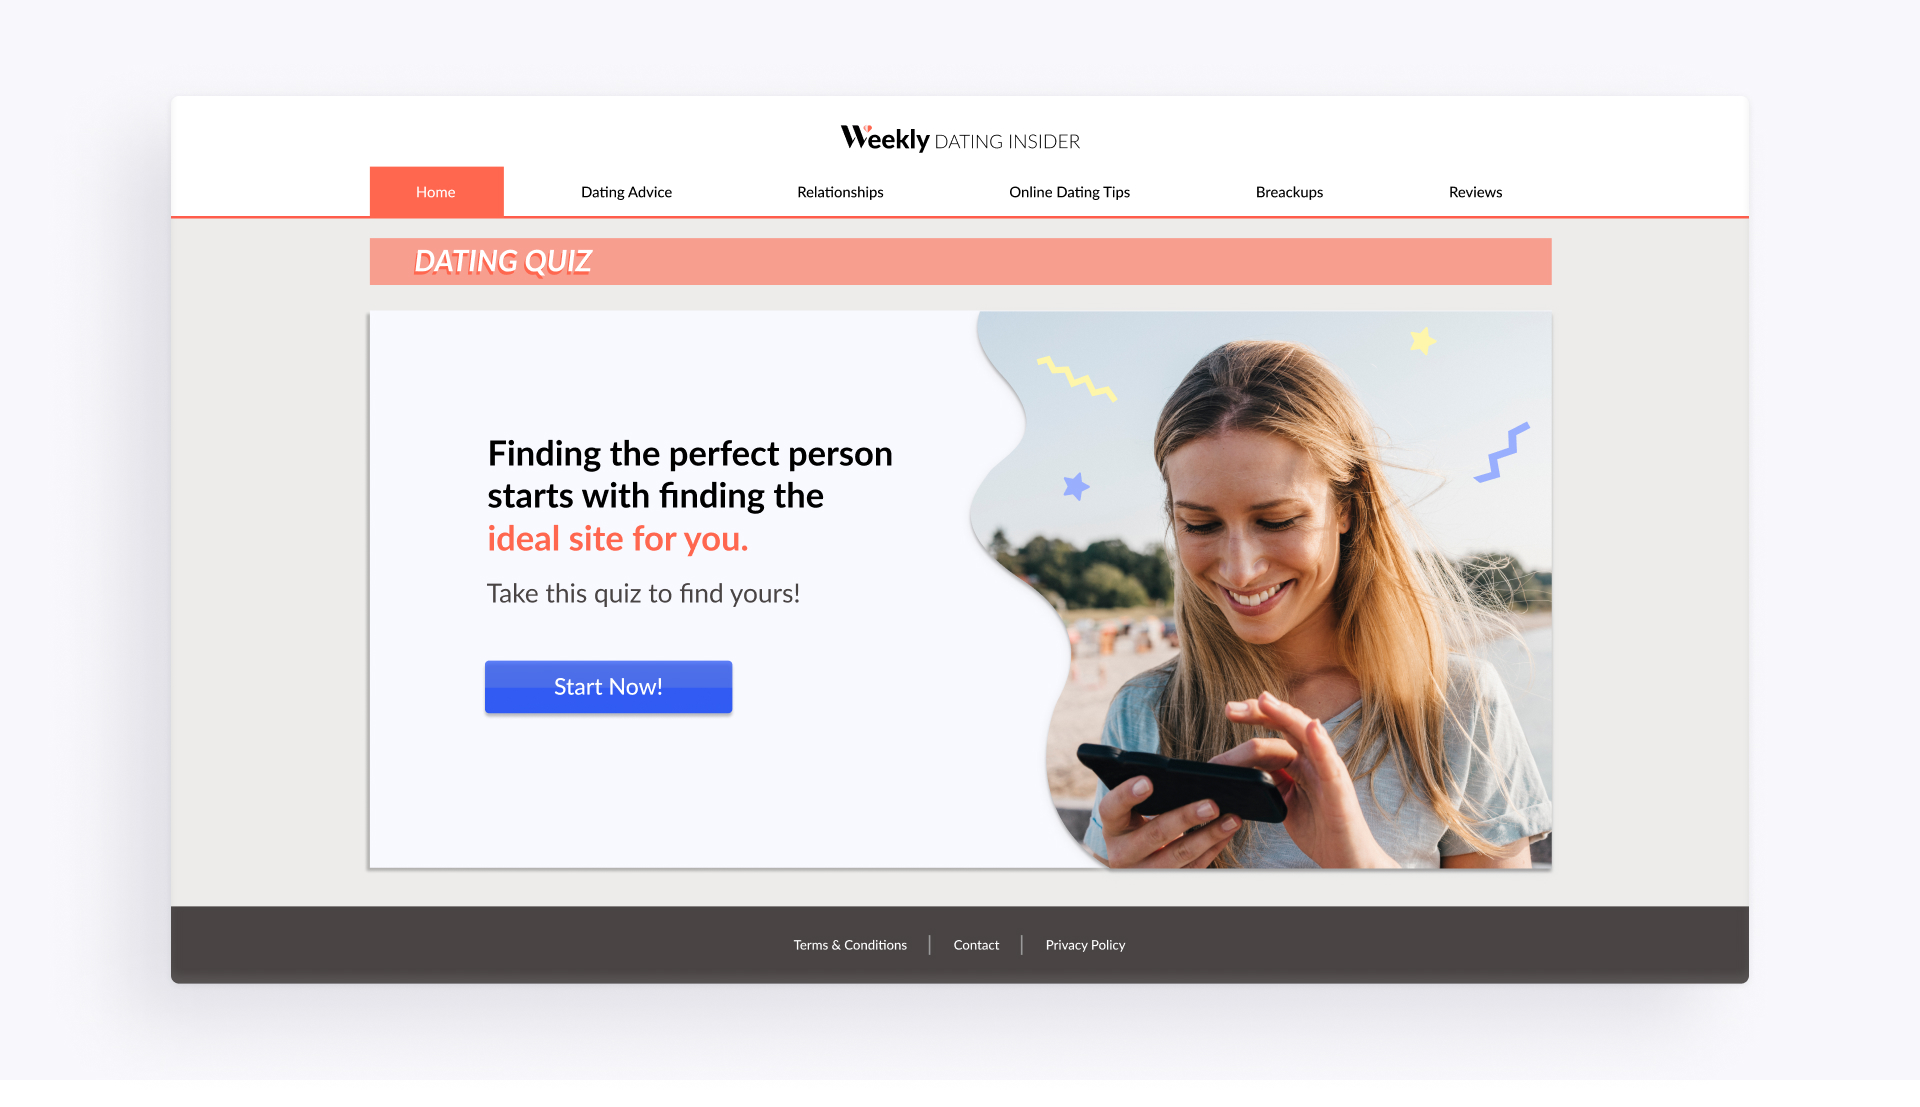 Weekly DATING INSIDER
Home Dating Advice Relationships Online Dating Tips Breackups Reviews
DATING QUIZ
Finding the perfect person
starts with finding the
ideal site for you.
Take this quiz to find yours!
Start Now!
Terms & Conditions | Contact | Privacy Policy